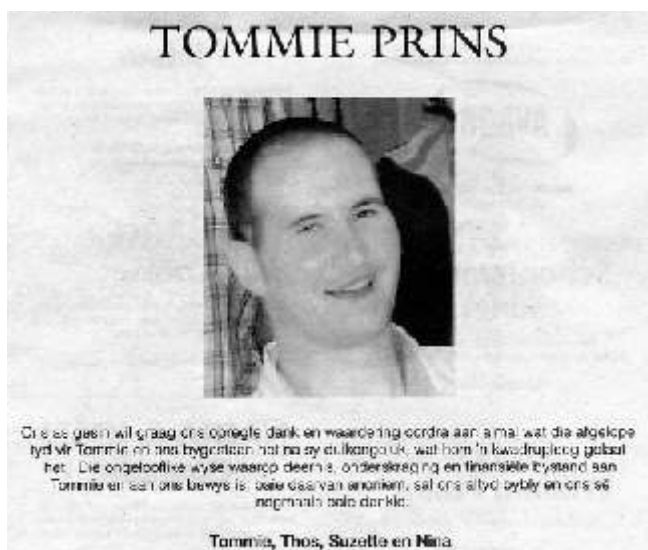 TOMMIE PRINS
Ons as gesin wil graag ons opregte dank en waardering oordra aan almal wat die afgelope
tyd vir Tommie en ons bygestaan het na sy duikongeluk, wat hom 'n kwadrupleeg gelaat
het. Die ongelooflike wyse waarop deernis, onderskraging en finansiële bystand aan
Tommie en aan ons bewys is, baie daarvan anoniem, sal ons altyd bybly en ons sê
nogmaals baie dankie.
Tommie, Thos, Suzette en Nina